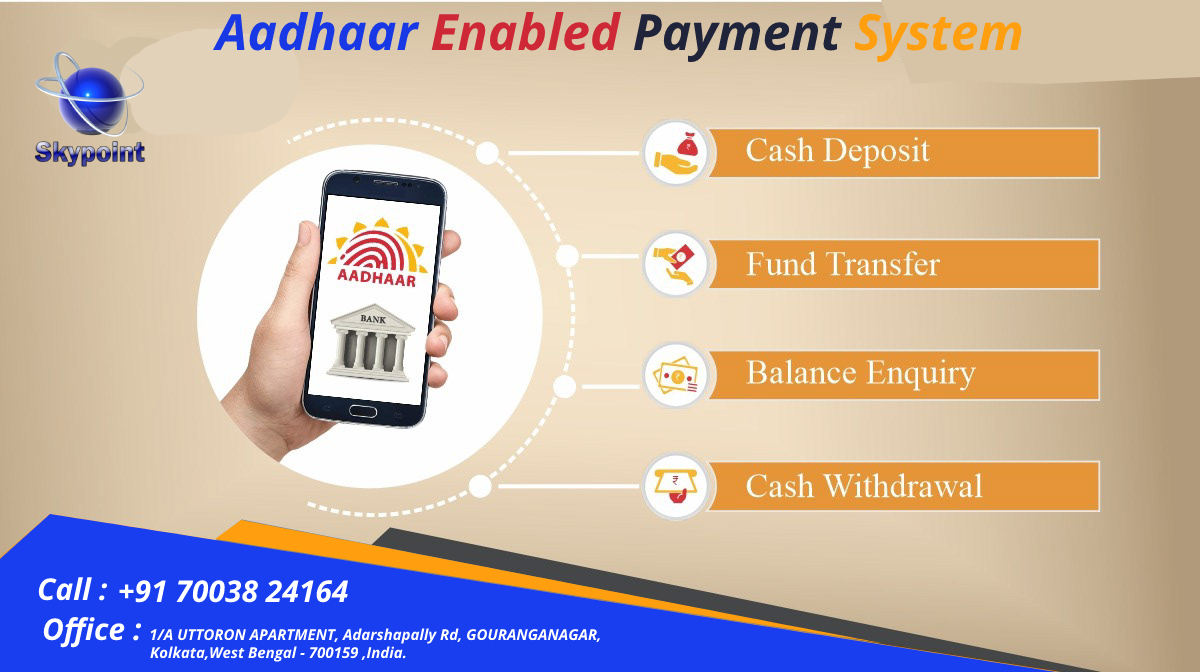 Aadhaar Enabled Payment System
Skypoint
AADHAAR
BANK
Cash Deposit
Fund Transfer
Balance Enquiry
Cash Withdrawal
Call : +91 70038 24164
Office : 1/A UTTORON APARTMENT, Adarshapally Rd, GOURANGANAGAR,
Kolkata,West Bengal - 700159 ,India.